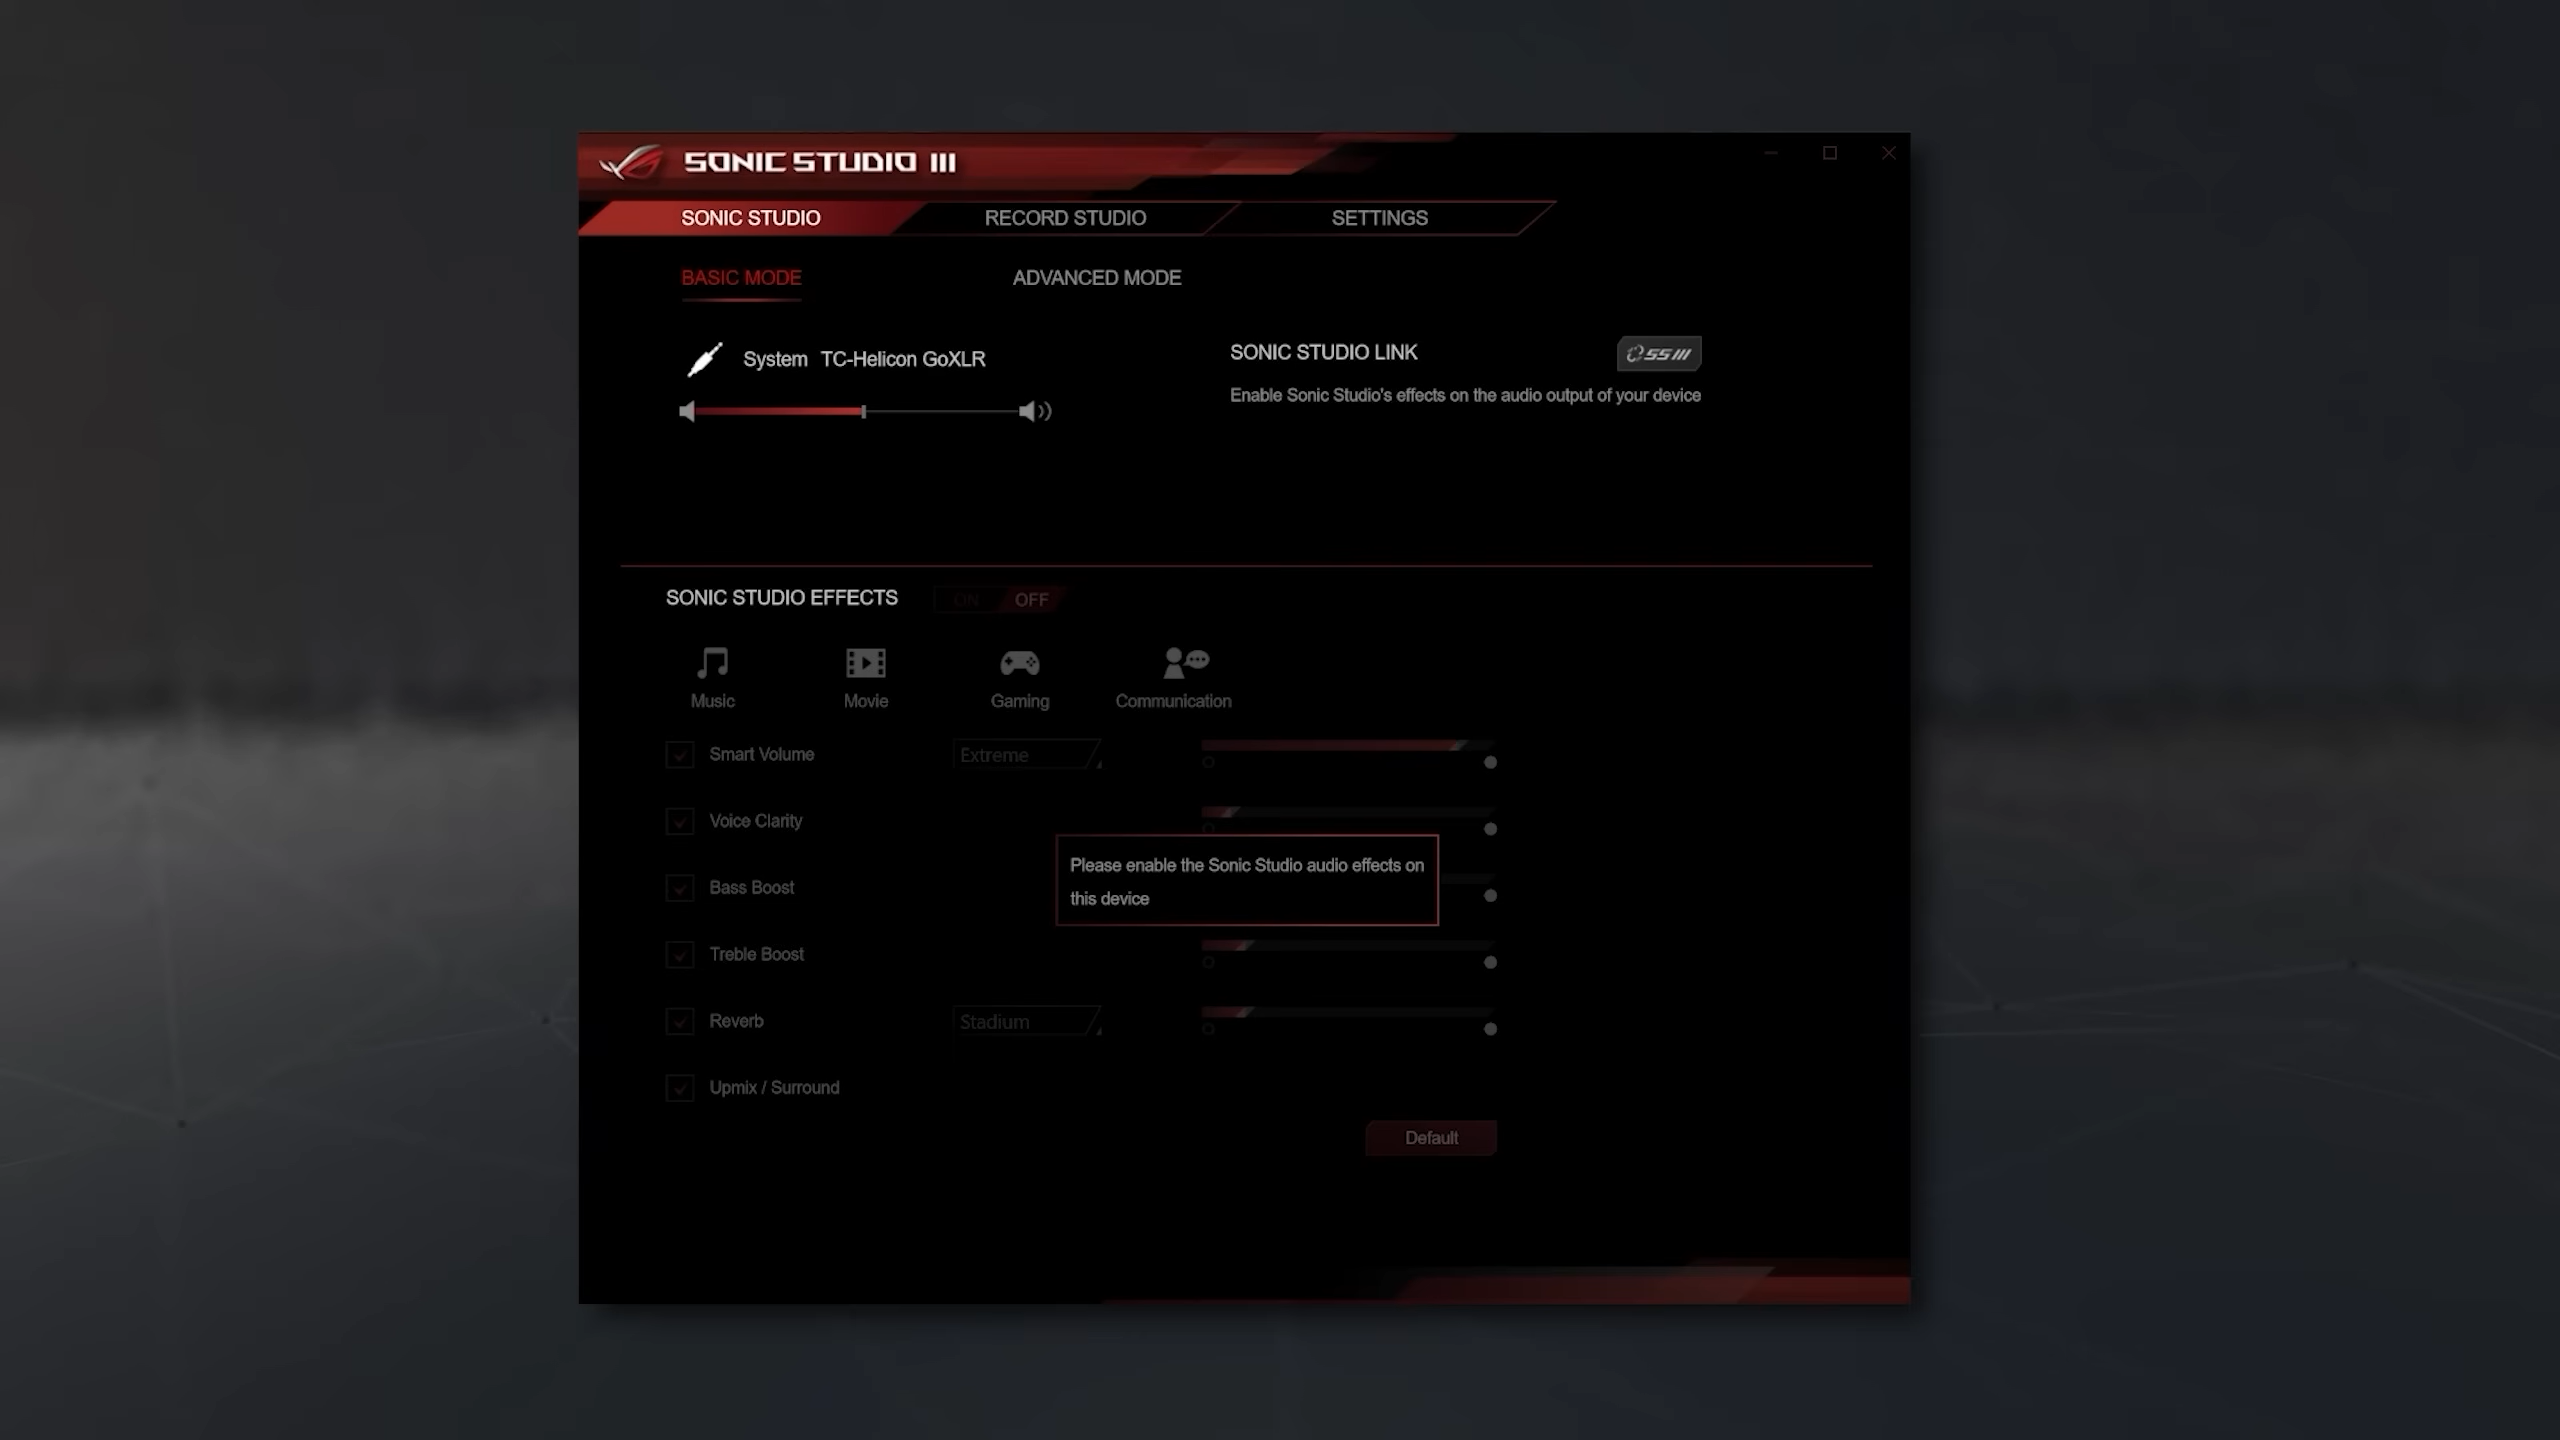 SONIC STUDIO III
SONIC STUDIO
RECORD STUDIO
SETTINGS
BASIC MODE
ADVANCED MODE
System TC-Helicon GoXLR
SONIC STUDIO LINK
SSIII
Enable Sonic Studio's effects on the audio output of your device
SONIC STUDIO EFFECTS
ON
OFF
Music
Movie
Gaming
Communication
Smart Volume
Extreme
Voice Clarity
Please enable the Sonic Studio audio effects on
this device
Bass Boost
Treble Boost
Reverb
Stadium
Upmix / Surround
Default